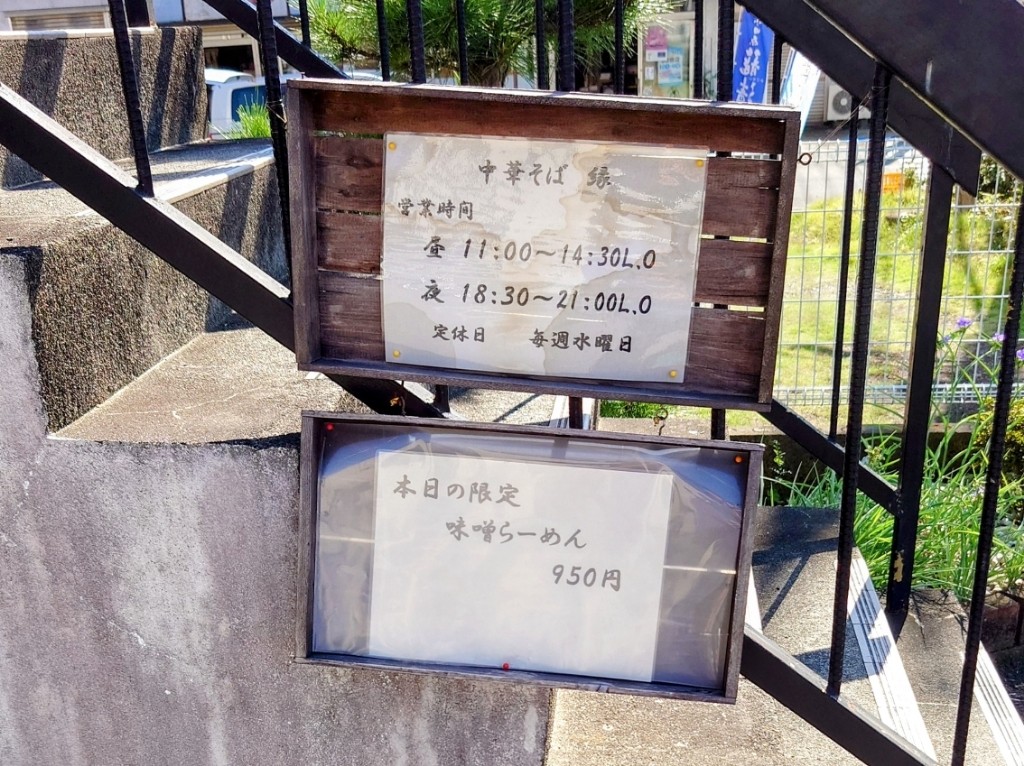 中華そば 縁
営業時間
昼 11:00～14:30L.O
夜 18:30～21:00L.O
定休日 毎週水曜日
本日の限定
味噌らーめん
950円